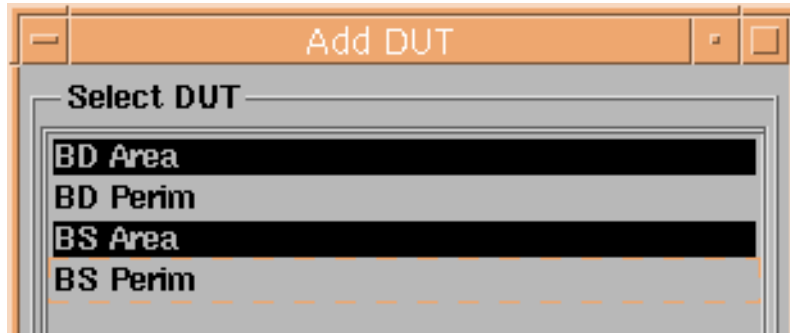 Add DUT
Select DUT
BD Area
BD Perim
BS Area
BS Perim